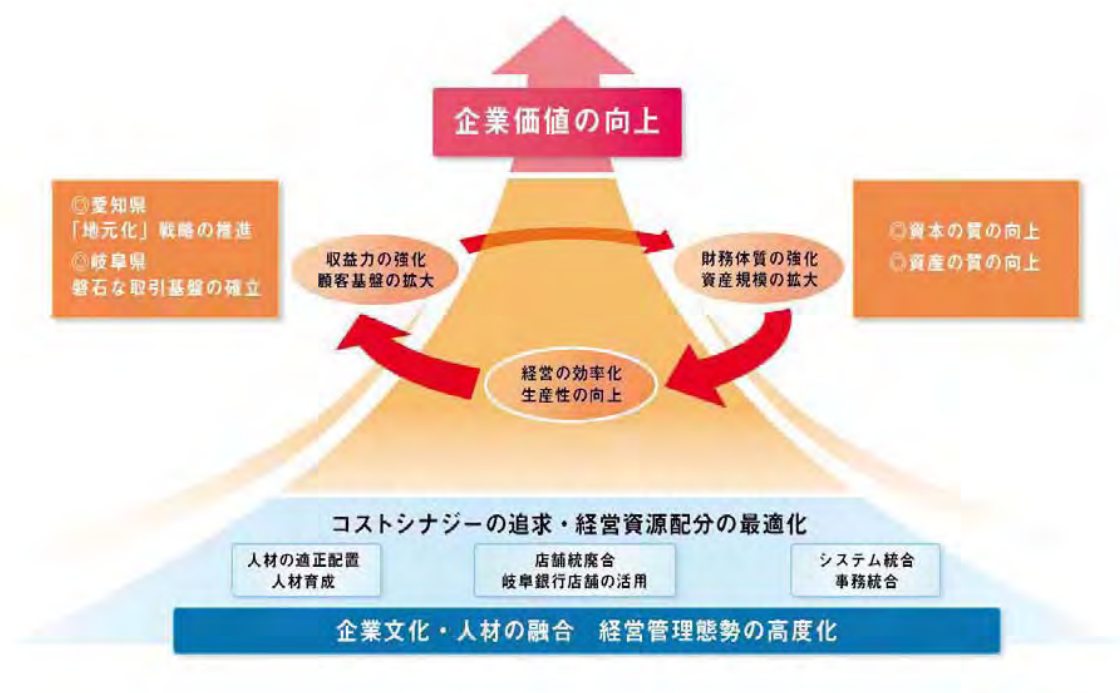 企業価値の向上
◎愛知県
「地元化」戦略の推進
◎岐阜県
磐石な取引基盤の確立
収益力の強化
顧客基盤の拡大
財務体質の強化
資産規模の拡大
◎資本の質の向上
◎資産の質の向上
経営の効率化
生産性の向上
コストシナジーの追求・経営資源配分の最適化
人材の適正配置
人材育成
店舗統廃合
岐阜銀行店舗の活用
システム統合
事務統合
企業文化・人材の融合　経営管理態勢の高度化